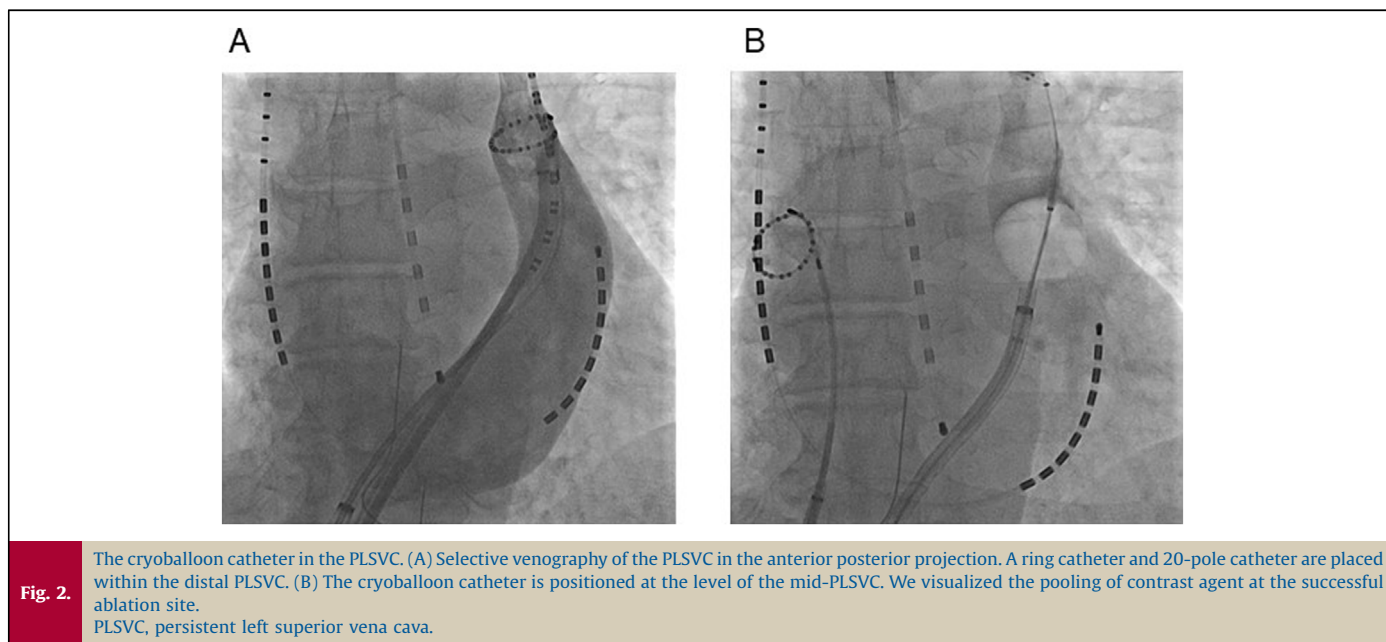 A
B
Fig. 2.
The cryoballoon catheter in the PLSVC. (A) Selective venography of the PLSVC in the anterior posterior projection. A ring catheter and 20-pole catheter are placed
within the distal PLSVC. (B) The cryoballoon catheter is positioned at the level of the mid-PLSVC. We visualized the pooling of contrast agent at the successful
ablation site.
PLSVC, persistent left superior vena cava.